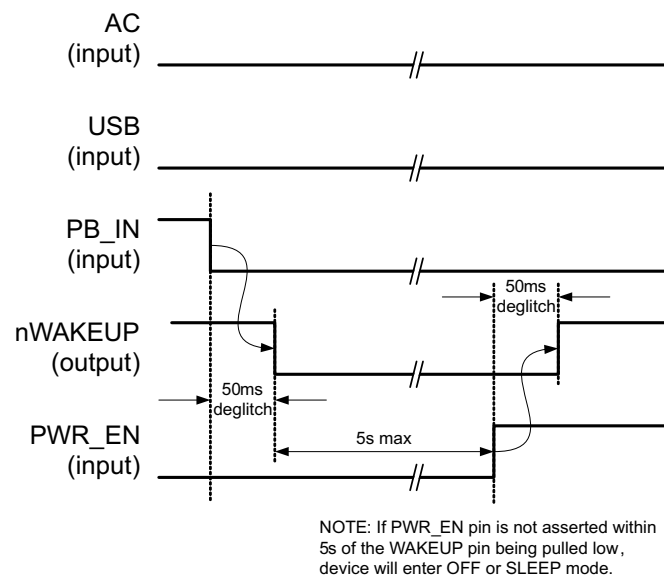 AC
(input)
USB
(input)
PB_IN
(input)
50ms
deglitch
nWAKEUP
(output)
50ms
deglitch
5s max
PWR_EN
(input)
NOTE: If PWR_EN pin is not asserted within
5s of the WAKEUP pin being pulled low,
device will enter OFF or SLEEP mode.